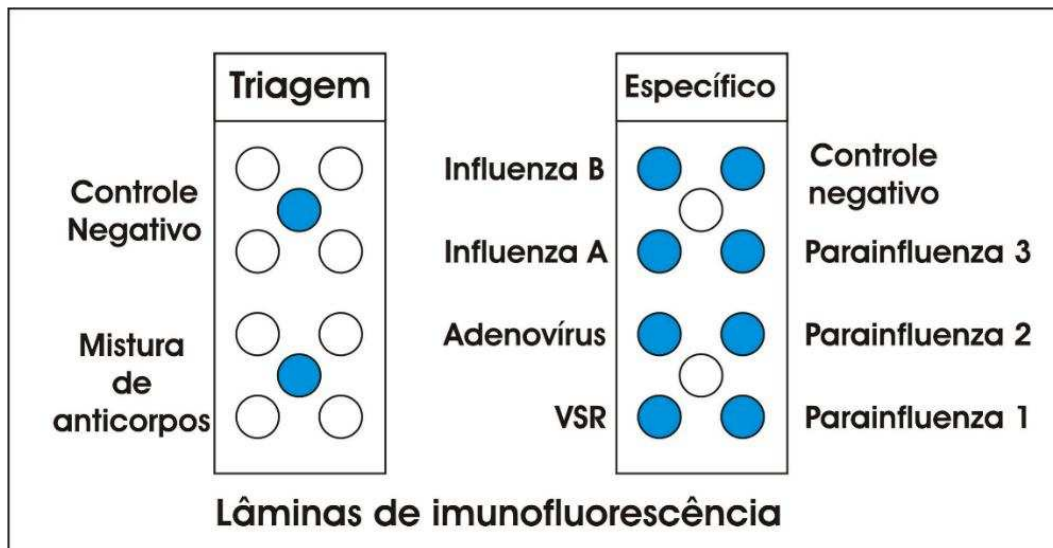 Triagem
Controle
Negativo
Mistura
de
anticorpos
Específico
Influenza B
Controle
negativo
Influenza A
Parainfluenza 3
Adenovírus
Parainfluenza 2
VSR
Parainfluenza 1
Lâminas de imunofluorescência